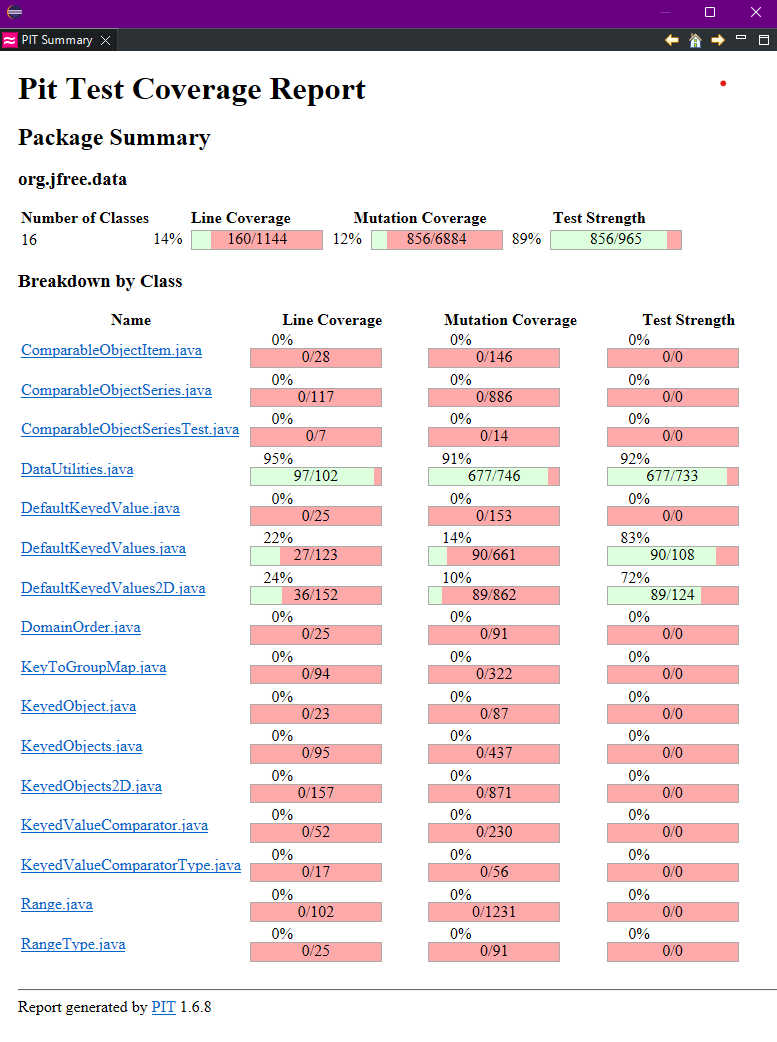 PIT Summary
Pit Test Coverage Report
Package Summary
org.jfree.data
Number of Classes Line Coverage Mutation Coverage Test Strength
16 14% 160/1144 12% 856/6884 89% 856/965
Breakdown by Class
Name Line Coverage Mutation Coverage Test Strength
ComparableObjectItem.java 0% 0/28 0% 0/146 0% 0/0
ComparableObjectSeries.java 0% 0/117 0% 0/886 0% 0/0
ComparableObjectSeriesTest.java 0% 0/7 0% 0/14 0% 0/0
DataUtilities.java 95% 97/102 91% 677/746 92% 677/733
DefaultKeyedValue.java 0% 0/25 0% 0/153 0% 0/0
DefaultKeyedValues.java 22% 27/123 14% 90/661 83% 90/108
DefaultKeyedValues2D.java 24% 36/152 10% 89/862 72% 89/124
DomainOrder.java 0% 0/25 0% 0/91 0% 0/0
KeyToGroupMap.java 0% 0/94 0% 0/322 0% 0/0
KeyedObject.java 0% 0/23 0% 0/87 0% 0/0
KeyedObjects.java 0% 0/95 0% 0/437 0% 0/0
KeyedObjects2D.java 0% 0/157 0% 0/871 0% 0/0
KeyedValueComparator.java 0% 0/52 0% 0/230 0% 0/0
KeyedValueComparatorType.java 0% 0/17 0% 0/56 0% 0/0
Range.java 0% 0/102 0% 0/1231 0% 0/0
RangeType.java 0% 0/25 0% 0/91 0% 0/0
Report generated by PIT 1.6.8